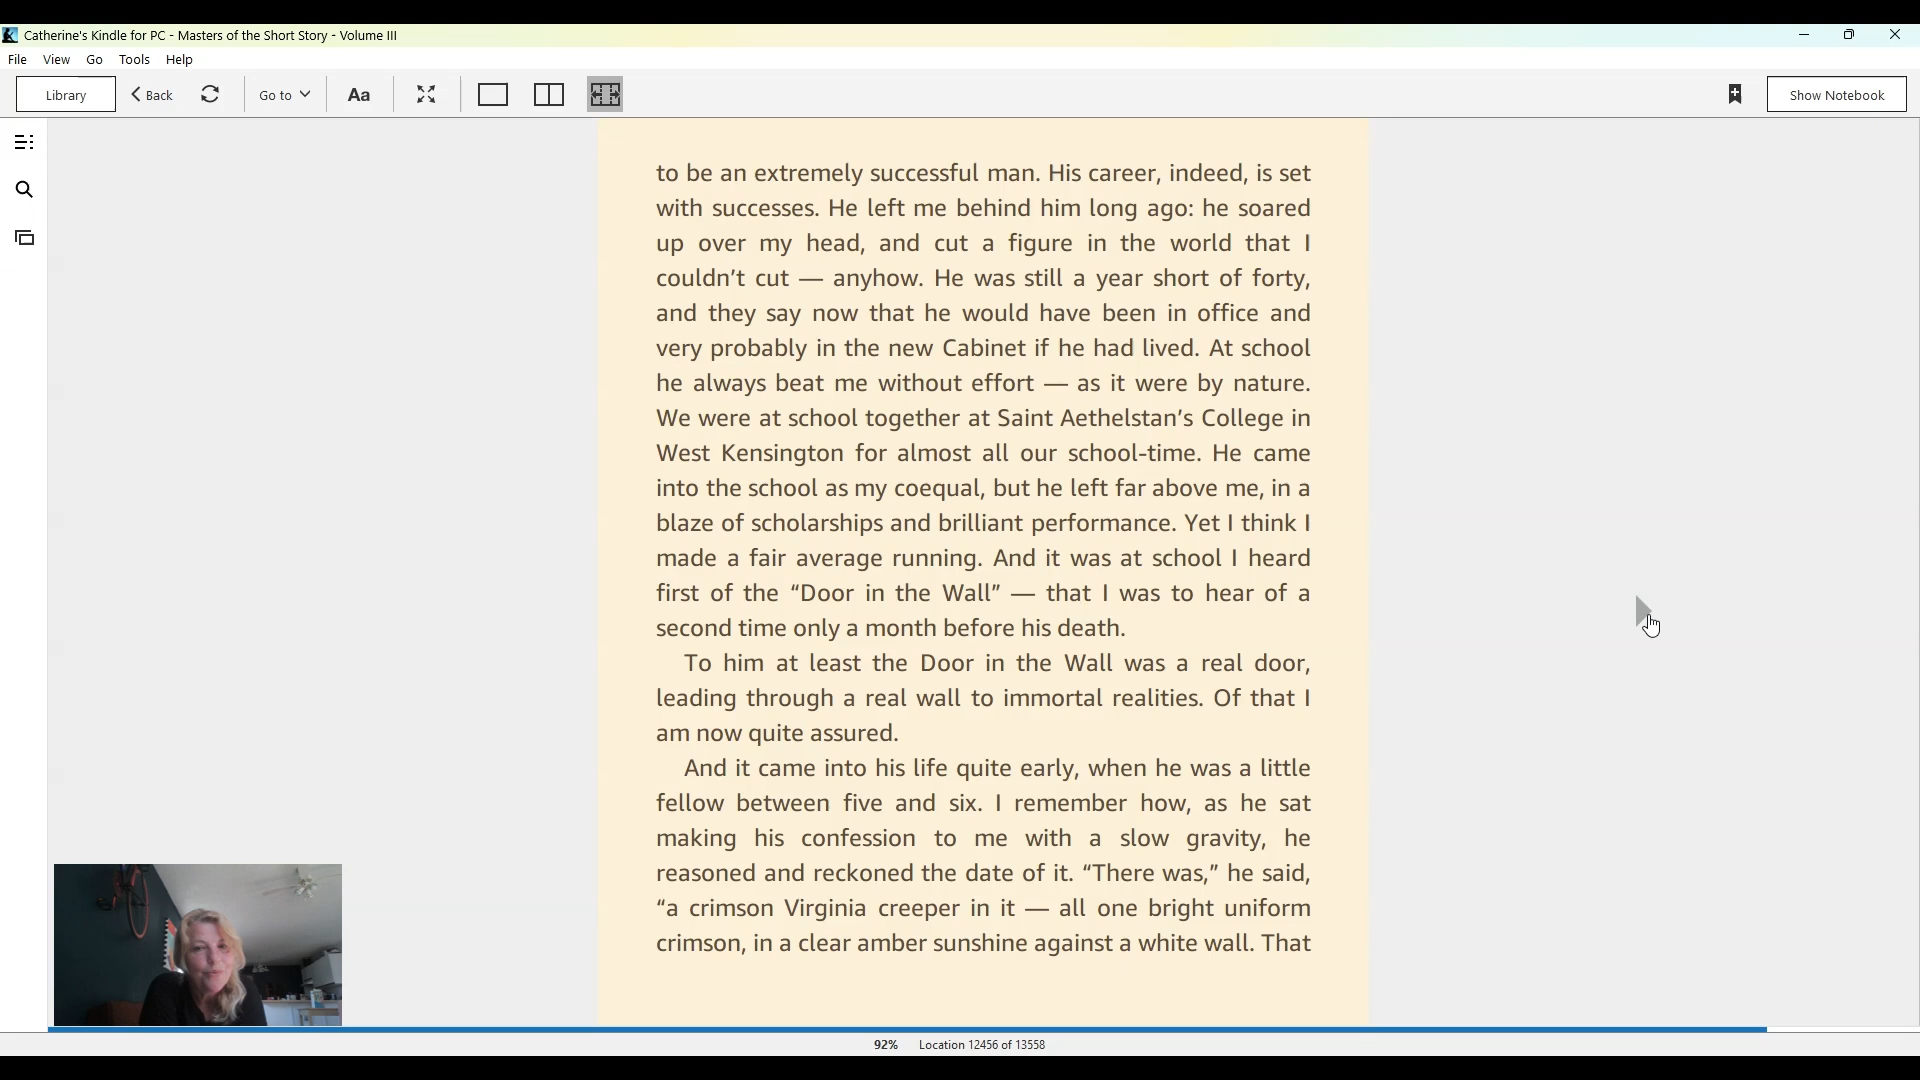 Catherine's Kindle for PC - Masters of the Short Story - Volume III
File View Go Tools Help
Library Back Go to Aa Show Notebook
to be an extremely successful man. His career, indeed, is set
with successes. He left me behind him long ago: he soared
up over my head, and cut a figure in the world that I
couldn't cut — anyhow. He was still a year short of forty,
and they say now that he would have been in office and
very probably in the new Cabinet if he had lived. At school
he always beat me without effort — as it were by nature.
We were at school together at Saint Aethelstan's College in
West Kensington for almost all our school-time. He came
into the school as my coequal, but he left far above me, in a
blaze of scholarships and brilliant performance. Yet I think I
made a fair average running. And it was at school I heard
first of the “Door in the Wall” — that I was to hear of a
second time only a month before his death.
To him at least the Door in the Wall was a real door,
leading through a real wall to immortal realities. Of that I
am now quite assured.
And it came into his life quite early, when he was a little
fellow between five and six. I remember how, as he sat
making his confession to me with a slow gravity, he
reasoned and reckoned the date of it. “There was,” he said,
“a crimson Virginia creeper in it — all one bright uniform
crimson, in a clear amber sunshine against a white wall. That
92% Location 12456 of 13558